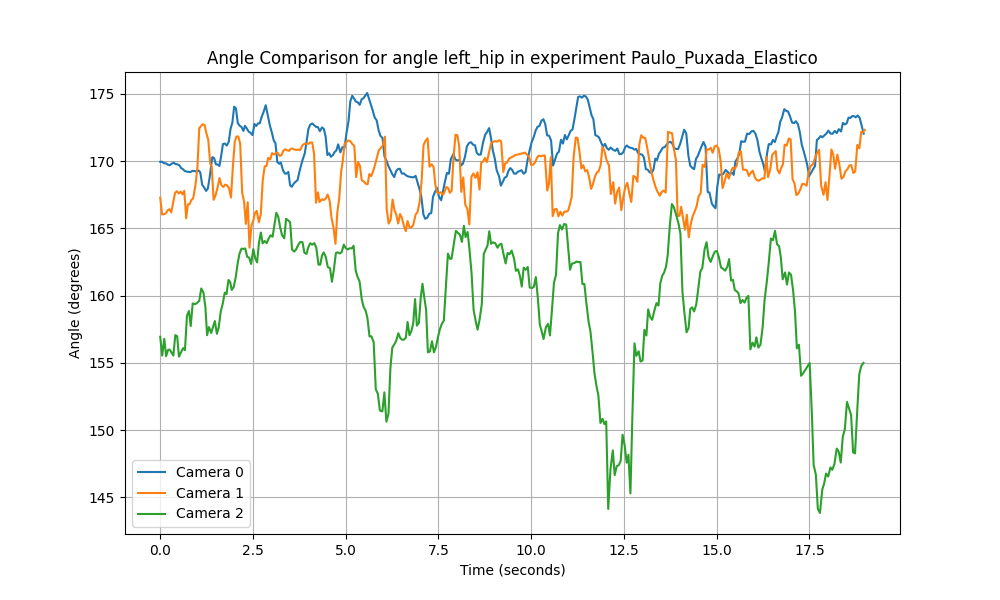 Angle Comparison for angle left_hip in experiment Paulo_Puxada_Elastico
175
170
165
160
155
150
145
Angle (degrees)
Camera 0
Camera 1
Camera 2
0.0 2.5 5.0 7.5 10.0 12.5 15.0 17.5
Time (seconds)